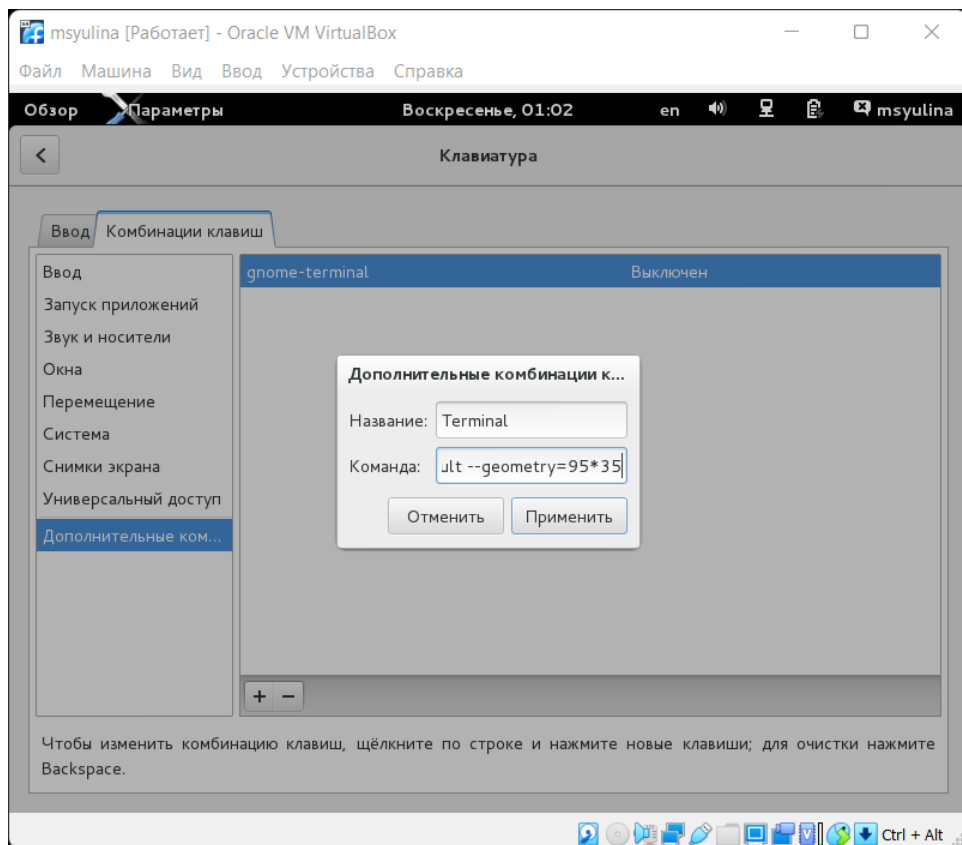 msyulina [Работает] - Oracle VM VirtualBox
Файл Машина Вид Ввод Устройства Справка
Обзор Параметры Воскресенье, 01:02 en msyulina
Клавиатура
Ввод Комбинации клавиш
Ввод
Запуск приложений
Звук и носители
Окна
Перемещение
Система
Снимки экрана
Универсальный доступ
Дополнительные ком...
gnome-terminal Выключен
Дополнительные комбинации к...
Название: Terminal
Команда: ult --geometry=95*35
Отменить Применить
+ −
Чтобы изменить комбинацию клавиш, щёлкните по строке и нажмите новые клавиши; для очистки нажмите
Backspace.
Ctrl + Alt